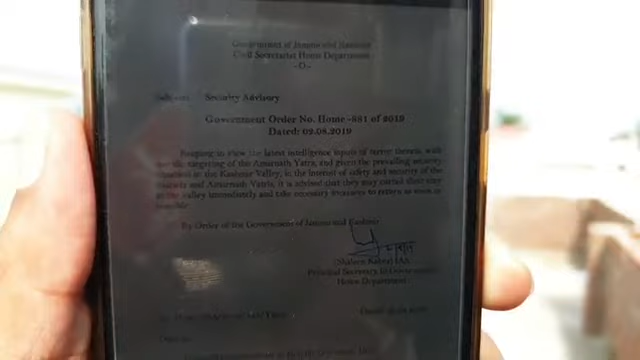 Government of Jammu and Kashmir
Civil Secretariat Home Department
-O-
Subject: Security Advisory
Government Order No. Home -881 of 2019
Dated: 02.08.2019
Keeping in view the latest intelligence inputs of terror threats, with
the targeting of the Amarnath Yatra, and given the prevailing security
situation in the Kashmir Valley, in the interest of safety and security of the
tourists and Amarnath Yatris, it is advised that they may curtail their stay
in the Valley immediately and take necessary measures to return as soon as
possible
By Order of the Government of Jammu and Kashmir
(Shaleen Kabra) IAS
Principal Secretary to Government
Home Department